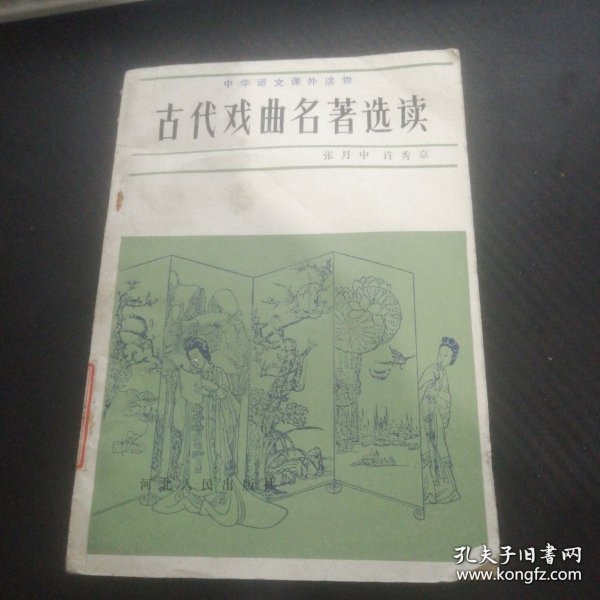 中学语文课外读物
古代戏曲名著选读
张月中 许秀京
河北人民出版社
孔夫子旧书网
www.kongfz.com